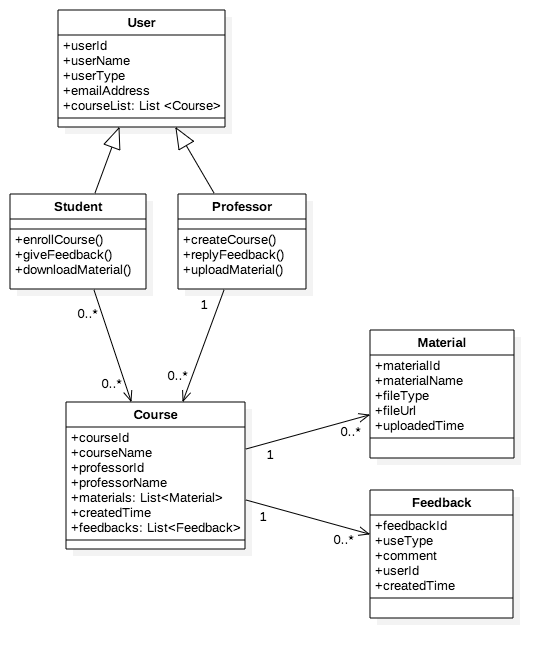 User
+userId
+userName
+userType
+emailAddress
+courseList: List <Course>
Student
+enrollCourse()
+giveFeedback()
+downloadMaterial()
Professor
+createCourse()
+replyFeedback()
+uploadMaterial()
0..*
1
0..*
0..*
Course
+courseId
+courseName
+professorId
+professorName
+materials: List<Material>
+createdTime
+feedbacks: List<Feedback>
Material
+materialId
+materialName
+fileType
+fileUrl
+uploadedTime
1
0..*
1
0..*
Feedback
+feedbackId
+useType
+comment
+userId
+createdTime